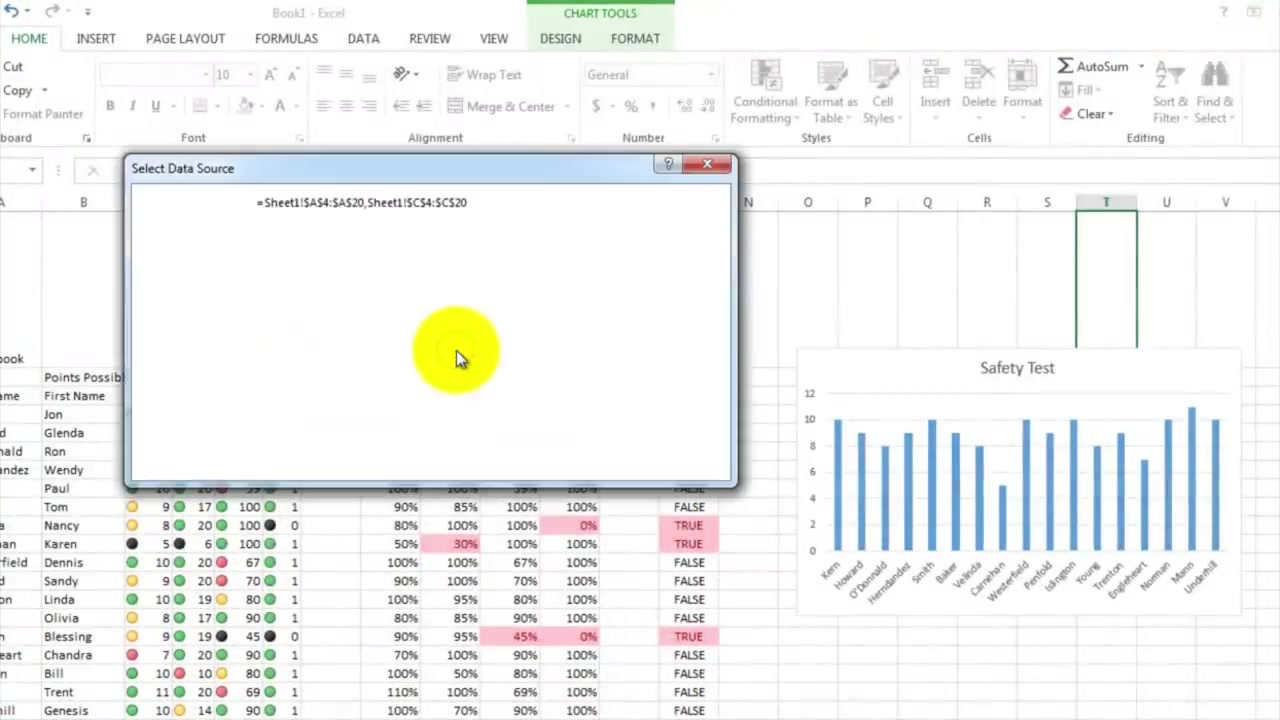 Book1 - Excel
CHART TOOLS
?
HOME INSERT PAGE LAYOUT FORMULAS DATA REVIEW VIEW DESIGN FORMAT
Cut
Copy
Format Painter
board
10 A A
B I U A
Font
Wrap Text
Merge & Center
Alignment
General
$ % ,
Number
Conditional Formatting
Format as Table
Cell Styles
Styles
Insert Delete Format
Cells
AutoSum
Fill
Clear
Sort & Filter
Find & Select
Editing
Select Data Source
?
=Sheet1!$A$4:$A$20,Sheet1!$C$4:$C$20
A B N O P Q R S T U V
ook
Points Possib
ame First Name
Jon
d Glenda
nald Ron
andez Wendy
Paul
Tom 9 17 100 1 90% 85% 100% 100% FALSE
a Nancy 8 20 100 0 80% 100% 100% 0% TRUE
han Karen 5 6 100 1 50% 30% 100% 100% TRUE
rfield Dennis 10 20 67 1 100% 100% 67% 100% FALSE
d Sandy 9 20 70 1 90% 100% 70% 100% FALSE
on Linda 10 19 80 1 100% 95% 80% 100% FALSE
Olivia 8 17 90 1 80% 85% 90% 100% FALSE
n Blessing 9 19 45 0 90% 95% 45% 0% TRUE
heart Chandra 7 20 90 1 70% 100% 90% 100% FALSE
Bill 10 10 80 1 100% 50% 80% 100% FALSE
Trent 11 20 69 1 110% 100% 69% 100% FALSE
hill Genesis 10 14 90 1 100% 70% 90% 100% FALSE
Safety Test
12
10
8
6
4
2
0
Kern Howard O'Donnald Hernandez Smith Baker Velinda Carnehan Westerfield Penfold Islington Young Trenton Engleheart Norman Mann Underhill